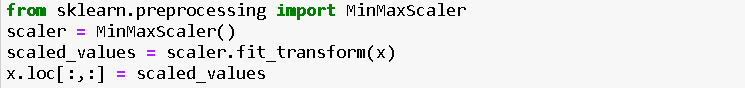 from sklearn.preprocessing import MinMaxScaler
scaler = MinMaxScaler()
scaled_values = scaler.fit_transform(x)
x.loc[:,:] = scaled_values